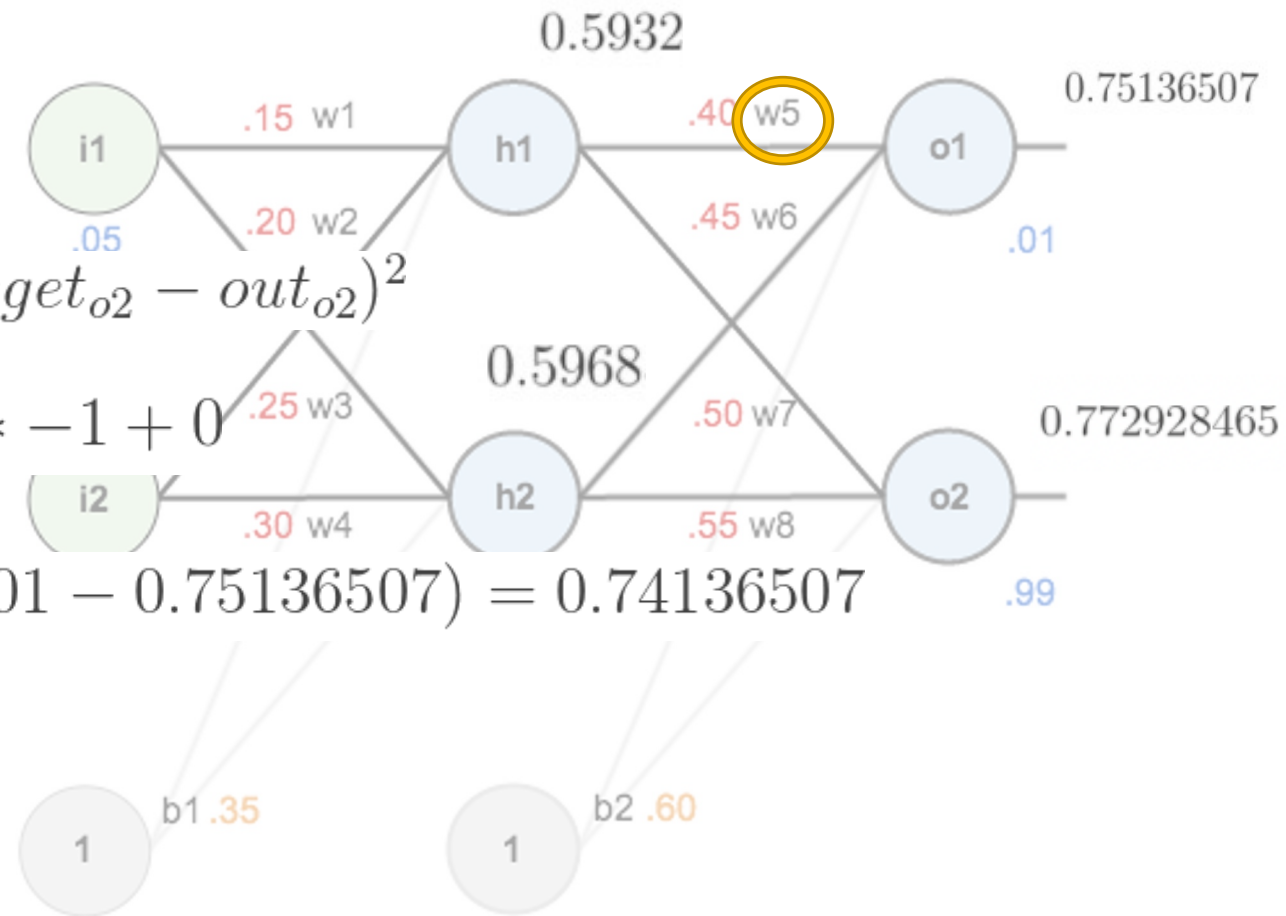 0.5932
0.75136507
.15 w1
.40 w5
i1
h1
o1
.20 w2
.45 w6
.05
.01
get_{o2} − out_{o2})^2
0.5968
.25 w3
.50 w7
−1 + 0
0.772928465
i2
h2
o2
.30 w4
.55 w8
01 − 0.75136507) = 0.74136507
.99
b1 .35
b2 .60
1
1